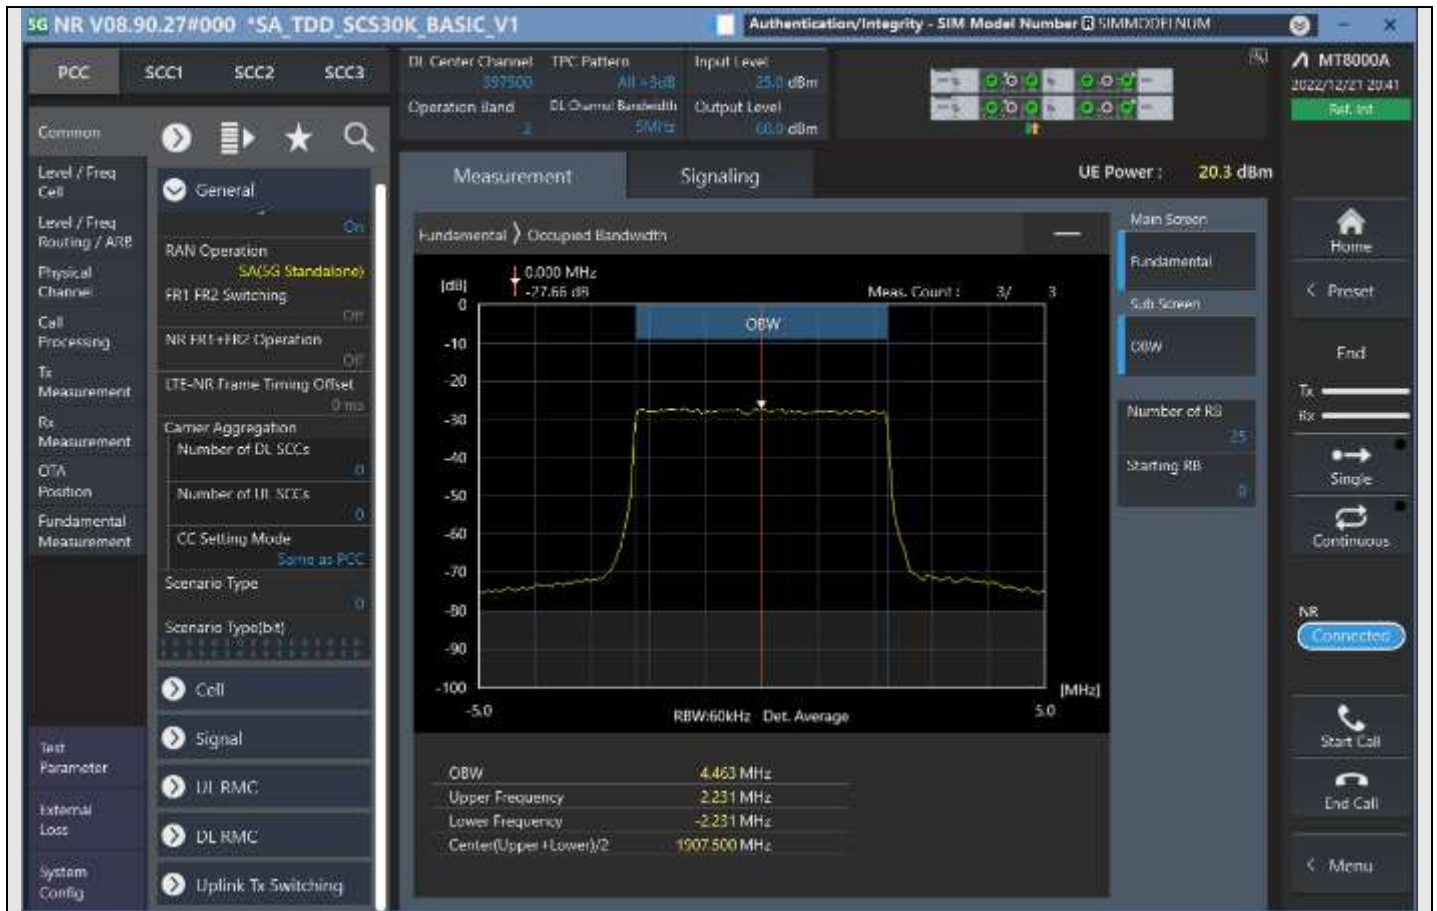 5G NR V08.90.27#000 *SA_TDD_SCS30K_BASIC_V1
Authentication/Integrity - SIM Model Number R SIMMODELNUM
PCC SCC1 SCC2 SCC3
DL Center Channel
397500
TPC Pattern
All +3dB
Input Level
25.0 dBm
Operation Band
2
DL Channel Bandwidth
5MHz
Output Level
-60.0 dBm
MT8000A
2022/12/21 20:41
Ref. Int
Common
Level / Freq
Cell
Level / Freq
Routing / ARB
Physical
Channel
Call
Processing
Tx
Measurement
Rx
Measurement
OTA
Position
Fundamental
Measurement
Test
Parameter
External
Loss
System
Config
General
On
RAN Operation
SA(5G Standalone)
FR1 FR2 Switching
Off
NR FR1+FR2 Operation
Off
LTE-NR Frame Timing Offset
0 ms
Carrier Aggregation
Number of DL SCCs
0
Number of UL SCCs
0
CC Setting Mode
Same as PCC
Scenario Type
0
Scenario Type(bit)
Cell
Signal
UL RMC
DL RMC
Uplink Tx Switching
Measurement Signaling
UE Power : 20.3 dBm
Fundamental > Occupied Bandwidth
0.000 MHz
-27.66 dB
Meas. Count : 3/ 3
[dB]
0
-10
-20
-30
-40
-50
-60
-70
-80
-90
-100
OBW
-5.0
RBW:60kHz Det. Average
5.0
[MHz]
OBW 4.463 MHz
Upper Frequency 2.231 MHz
Lower Frequency -2.231 MHz
Center(Upper+Lower)/2 1907.500 MHz
Main Screen
Fundamental
Sub Screen
OBW
Number of RB
25
Starting RB
0
Home
< Preset
End
Tx
Rx
Single
Continuous
NR
Connected
Start Call
End Call
< Menu